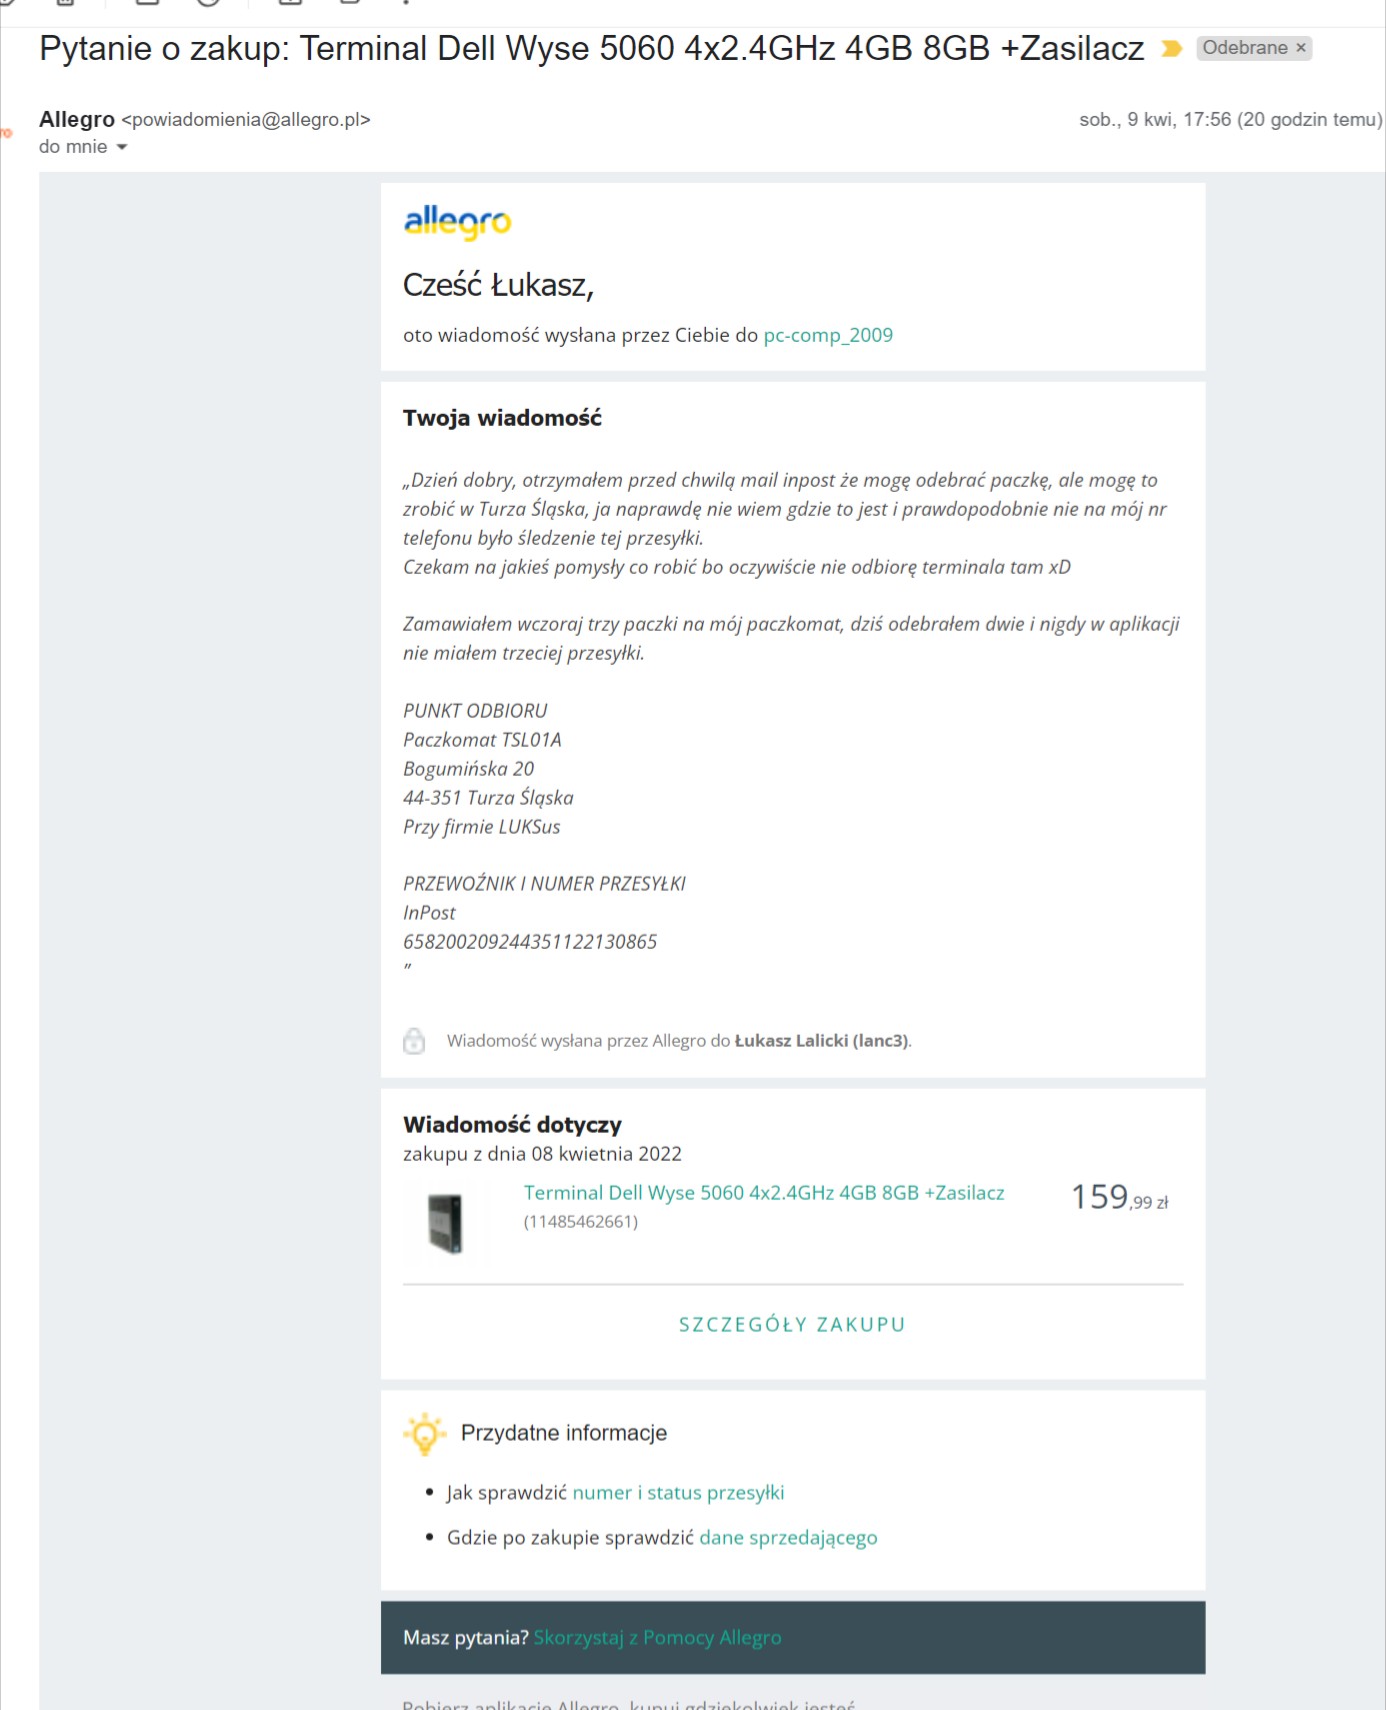 Pytanie o zakup: Terminal Dell Wyse 5060 4x2.4GHz 4GB 8GB +Zasilacz Odebrane ×
Allegro <powiadomienia@allegro.pl> sob., 9 kwi, 17:56 (20 godzin temu)
do mnie
allegro
Cześć Łukasz,
oto wiadomość wysłana przez Ciebie do pc-comp_2009
Twoja wiadomość
„Dzień dobry, otrzymałem przed chwilą mail inpost że mogę odebrać paczkę, ale mogę to
zrobić w Turza Śląska, ja naprawdę nie wiem gdzie to jest i prawdopodobnie nie na mój nr
telefonu było śledzenie tej przesyłki.
Czekam na jakieś pomysły co robić bo oczywiście nie odbiorę terminala tam xD
Zamawiałem wczoraj trzy paczki na mój paczkomat, dziś odebrałem dwie i nigdy w aplikacji
nie miałem trzeciej przesyłki.
PUNKT ODBIORU
Paczkomat TSL01A
Bogumińska 20
44-351 Turza Śląska
Przy firmie LUKSus
PRZEWOŹNIK I NUMER PRZESYŁKI
InPost
658200209244351122130865
”
Wiadomość wysłana przez Allegro do Łukasz Lalicki (lanc3).
Wiadomość dotyczy
zakupu z dnia 08 kwietnia 2022
Terminal Dell Wyse 5060 4x2.4GHz 4GB 8GB +Zasilacz 159,99 zł
(11485462661)
SZCZEGÓŁY ZAKUPU
Przydatne informacje
• Jak sprawdzić numer i status przesyłki
• Gdzie po zakupie sprawdzić dane sprzedającego
Masz pytania? Skorzystaj z Pomocy Allegro
Pobierz aplikację Allegro, kupuj gdziekolwiek jesteś